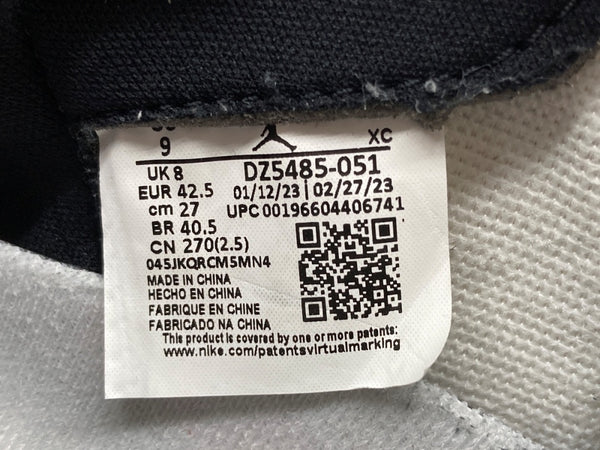 9 XC
UK 8 DZ5485-051
EUR 42.5 01/12/23 | 02/27/23
cm 27 UPC 00196604406741
BR 40.5
CN 270(2.5)
045JKQRCM5MN4
MADE IN CHINA
HECHO EN CHINA
FABRIQUE EN CHINE
FABRICADO NA CHINA
This product is covered by one or more patents:
www.nike.com/patentsvirtualmarking